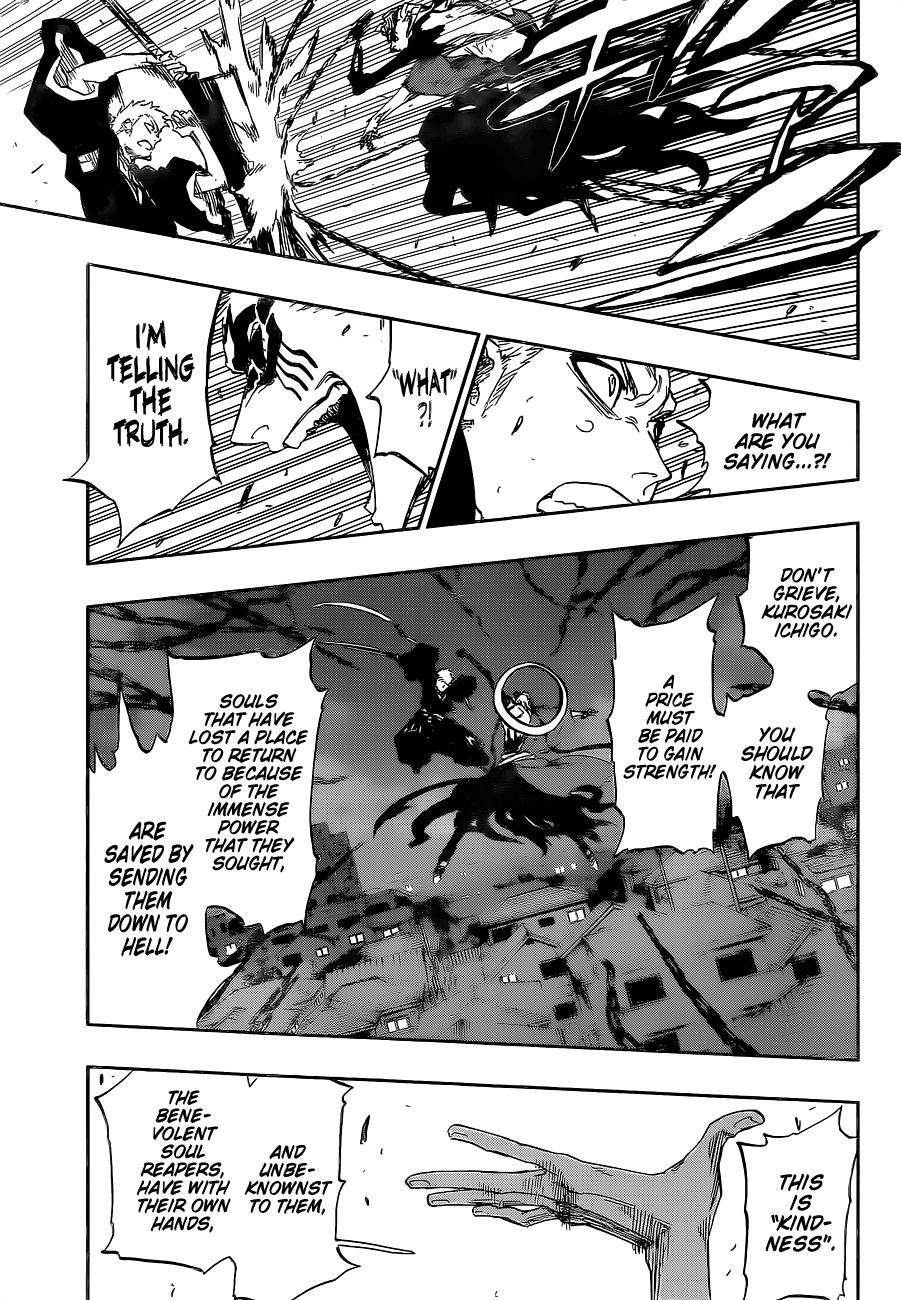 WHAT
ARE YOU
SAYING...?!
"WHAT"
?!
I'M
TELLING
THE
TRUTH.
DON'T
GRIEVE,
KUROSAKI
ICHIGO.
YOU
SHOULD
KNOW
THAT
A
PRICE
MUST
BE PAID
TO GAIN
STRENGTH!
SOULS
THAT HAVE
LOST A PLACE
TO RETURN
TO BECAUSE
OF THE
IMMENSE
POWER
THAT THEY
SOUGHT,
ARE
SAVED BY
SENDING
THEM
DOWN TO
HELL!
THIS
IS
"KIND-
NESS".
AND
UNBE-
KNOWNST
TO THEM,
THE
BENE-
VOLENT
SOUL
REAPERS,
HAVE WITH
THEIR OWN
HANDS,